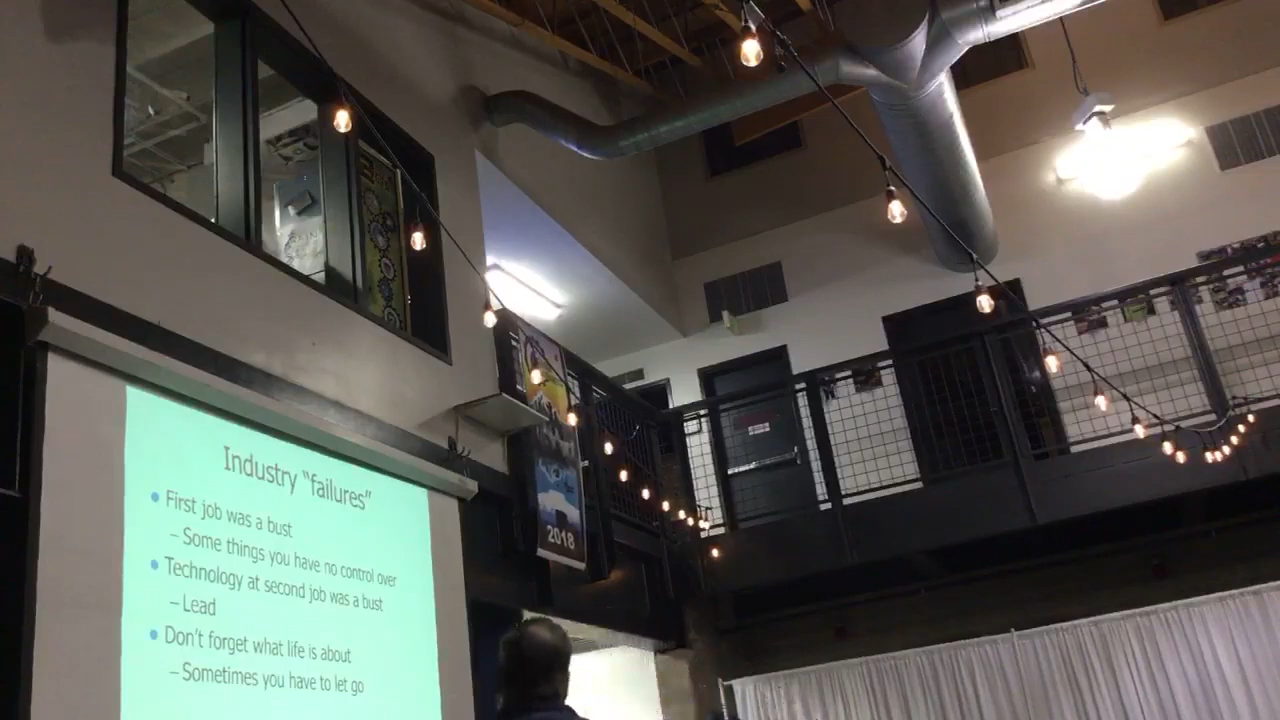 Industry “failures”
• First job was a bust
– Some things you have no control over
• Technology at second job was a bust
– Lead
• Don’t forget what life is about
– Sometimes you have to let go
2018